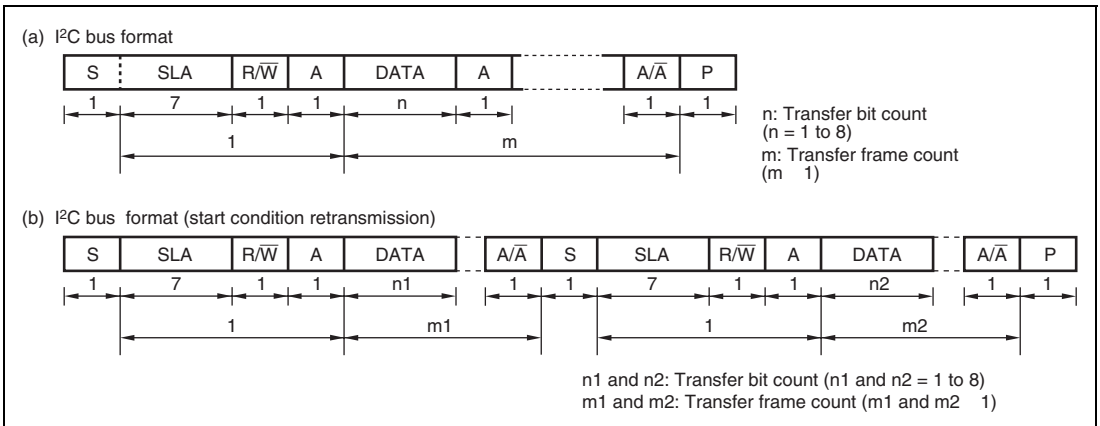 (a) I²C bus format
S SLA R/W̅ A DATA A A/A̅ P
1 7 1 1 n 1 1 1
1 m
n: Transfer bit count
(n = 1 to 8)
m: Transfer frame count
(m 1)
(b) I²C bus format (start condition retransmission)
S SLA R/W̅ A DATA A/A̅ S SLA R/W̅ A DATA A/A̅ P
1 7 1 1 n1 1 1 7 1 1 n2 1 1
1 m1 1 m2
n1 and n2: Transfer bit count (n1 and n2 = 1 to 8)
m1 and m2: Transfer frame count (m1 and m2 1)